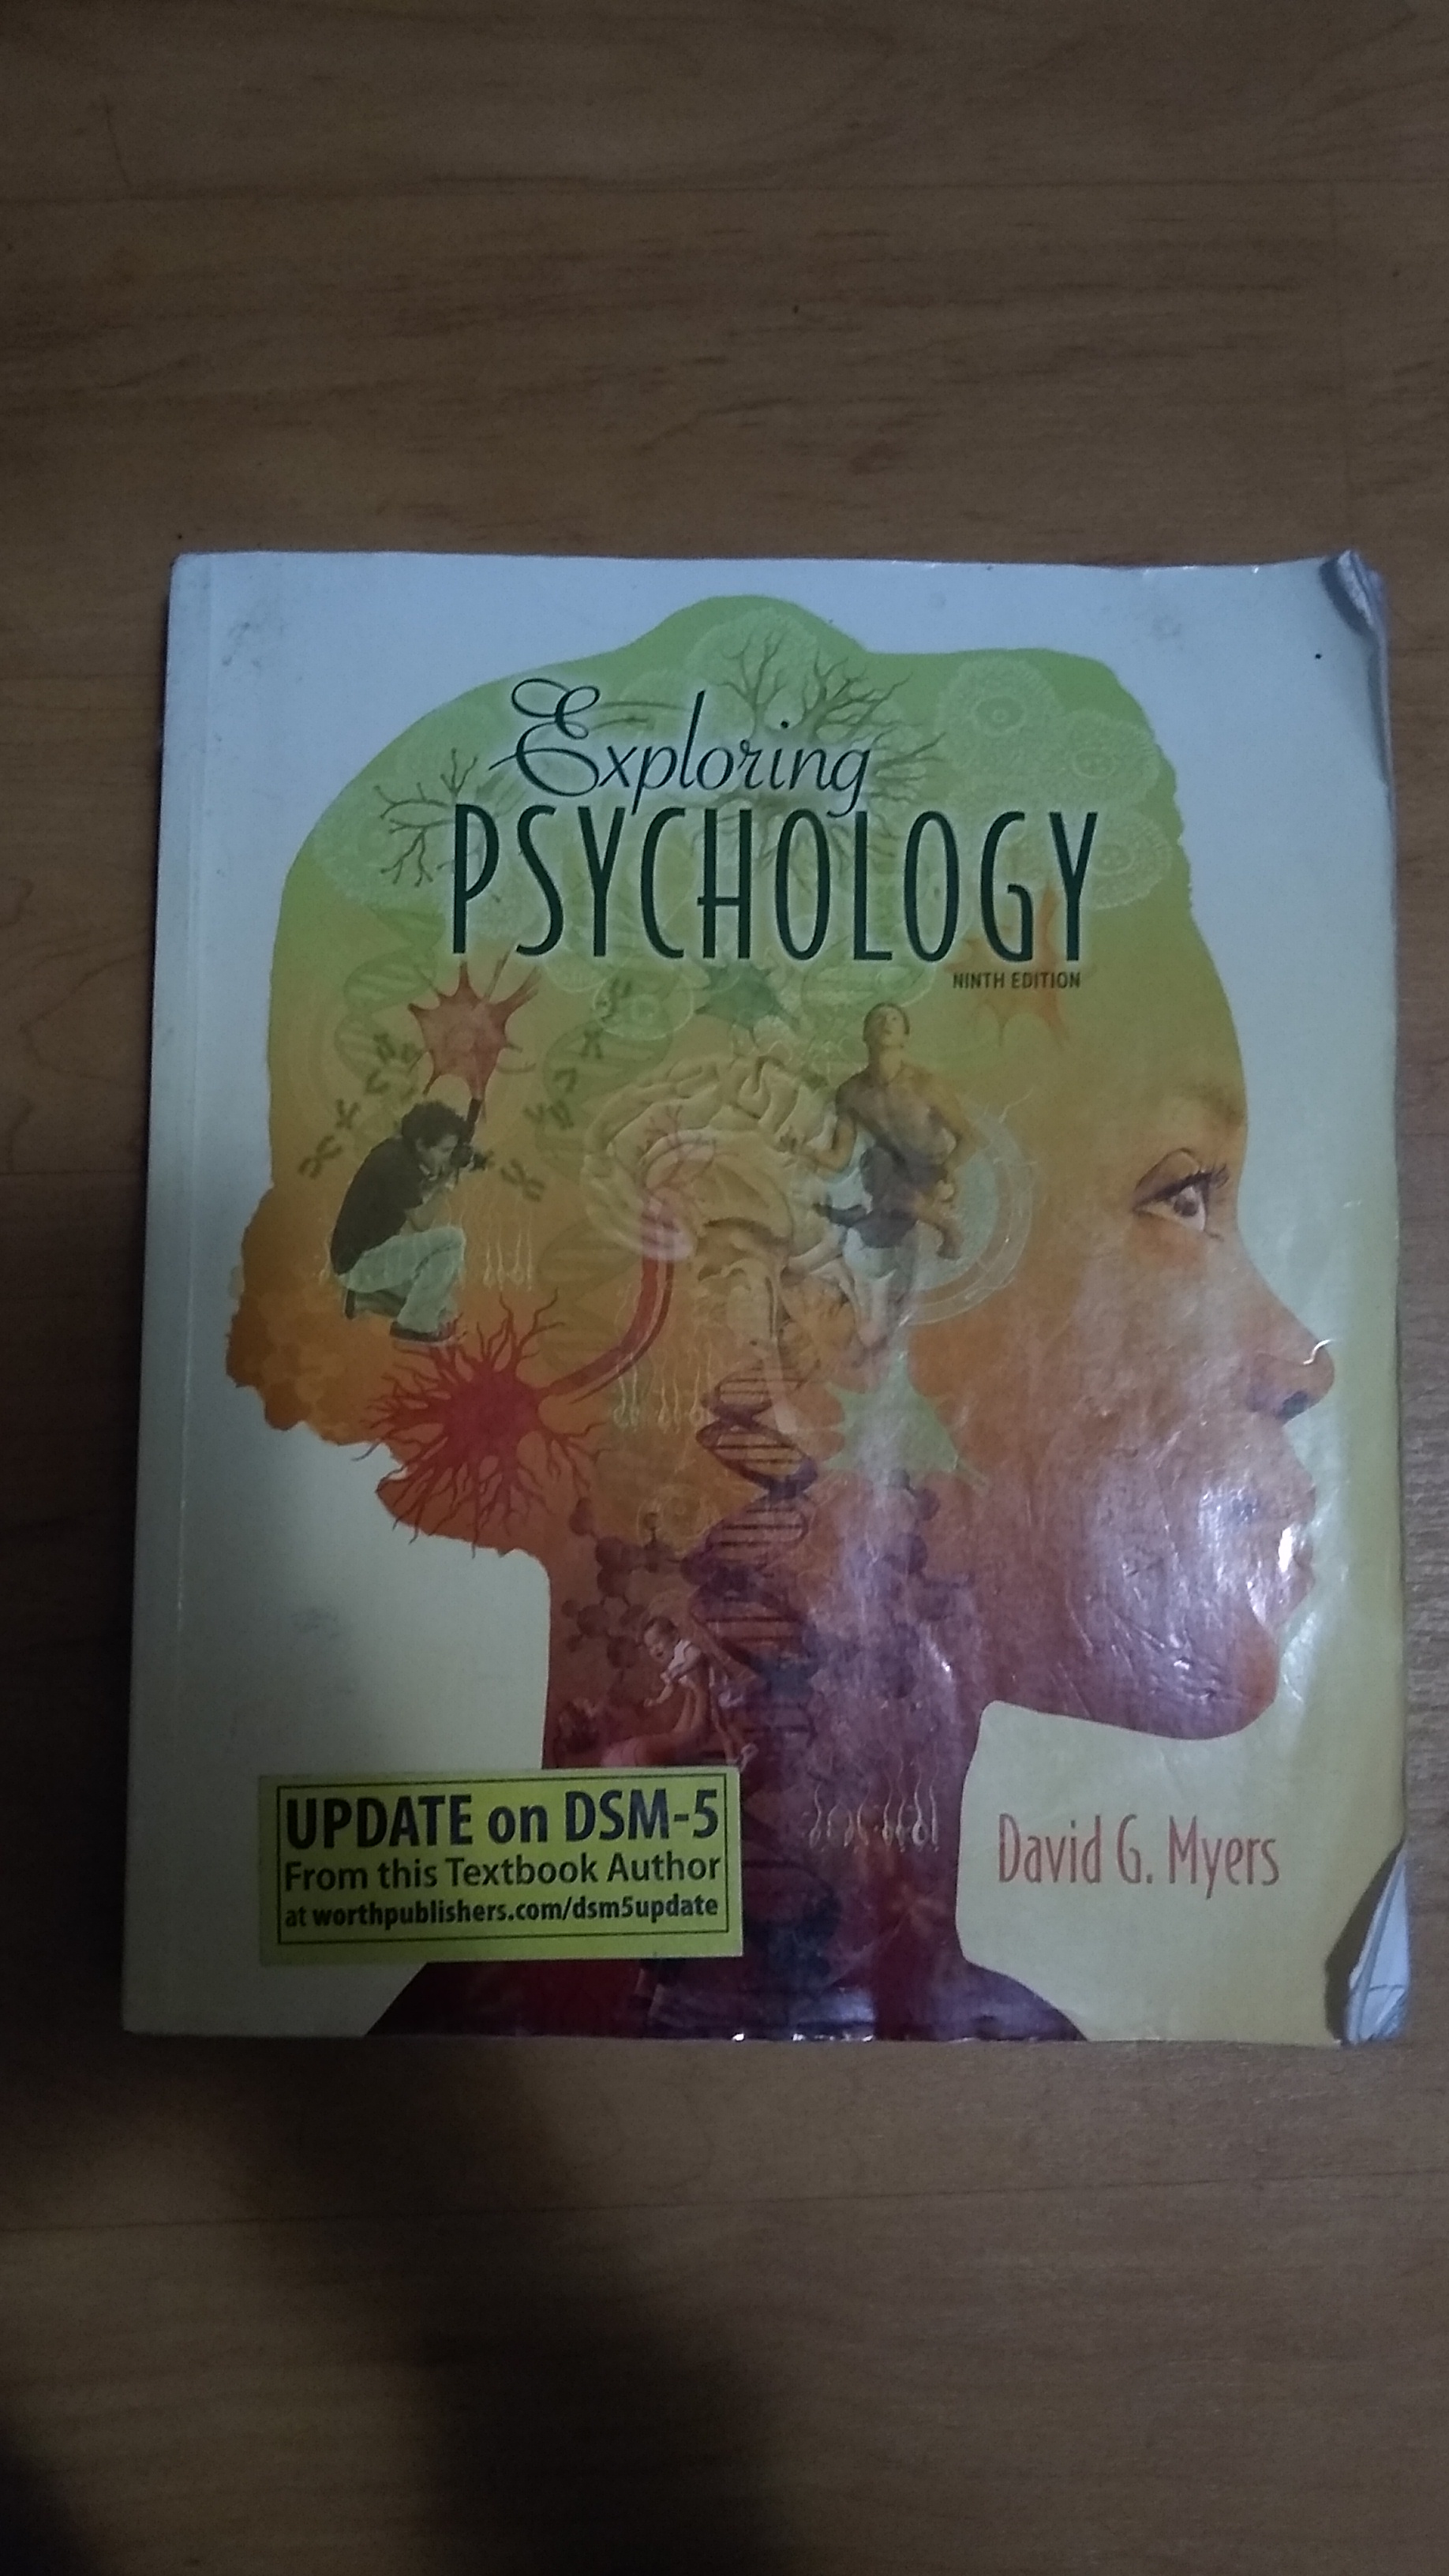 Exploring
PSYCHOLOGY
NINTH EDITION
UPDATE on DSM-5
From this Textbook Author
at worthpublishers.com/dsm5update
David G. Myers